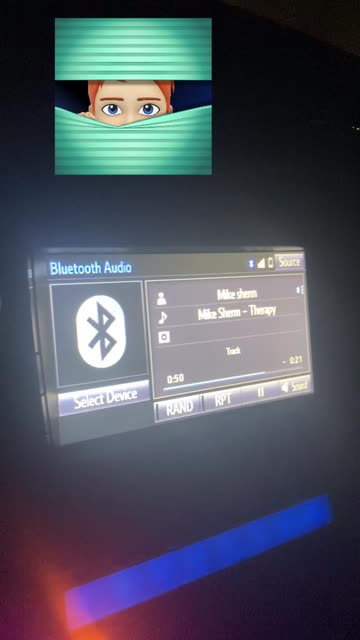 Bluetooth Audio
Source
Mike sherm
Mike Sherm - Therapy
Track
0:50
- 0:21
Select Device
RAND
RPT
Sound